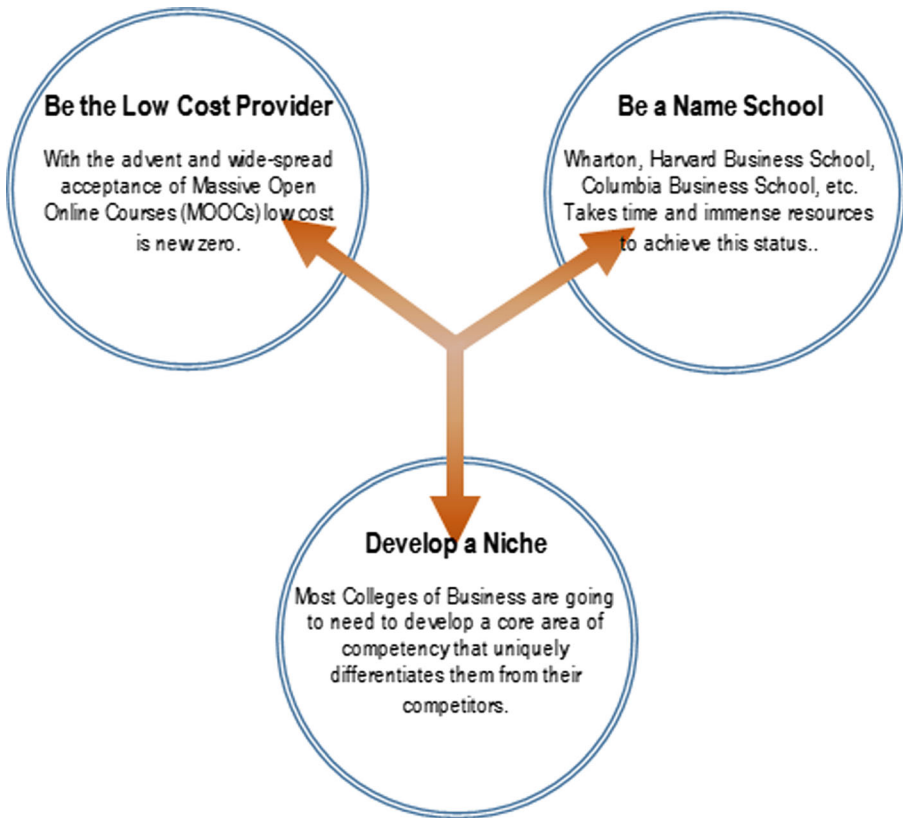 Be the Low Cost Provider
With the advent and wide-spread
acceptance of Massive Open
Online Courses (MOOCs) low cost
is new zero.
Be a Name School
Wharton, Harvard Business School,
Columbia Business School, etc.
Takes time and immense resources
to achieve this status..
Develop a Niche
Most Colleges of Business are going
to need to develop a core area of
competency that uniquely
differentiates them from their
competitors.